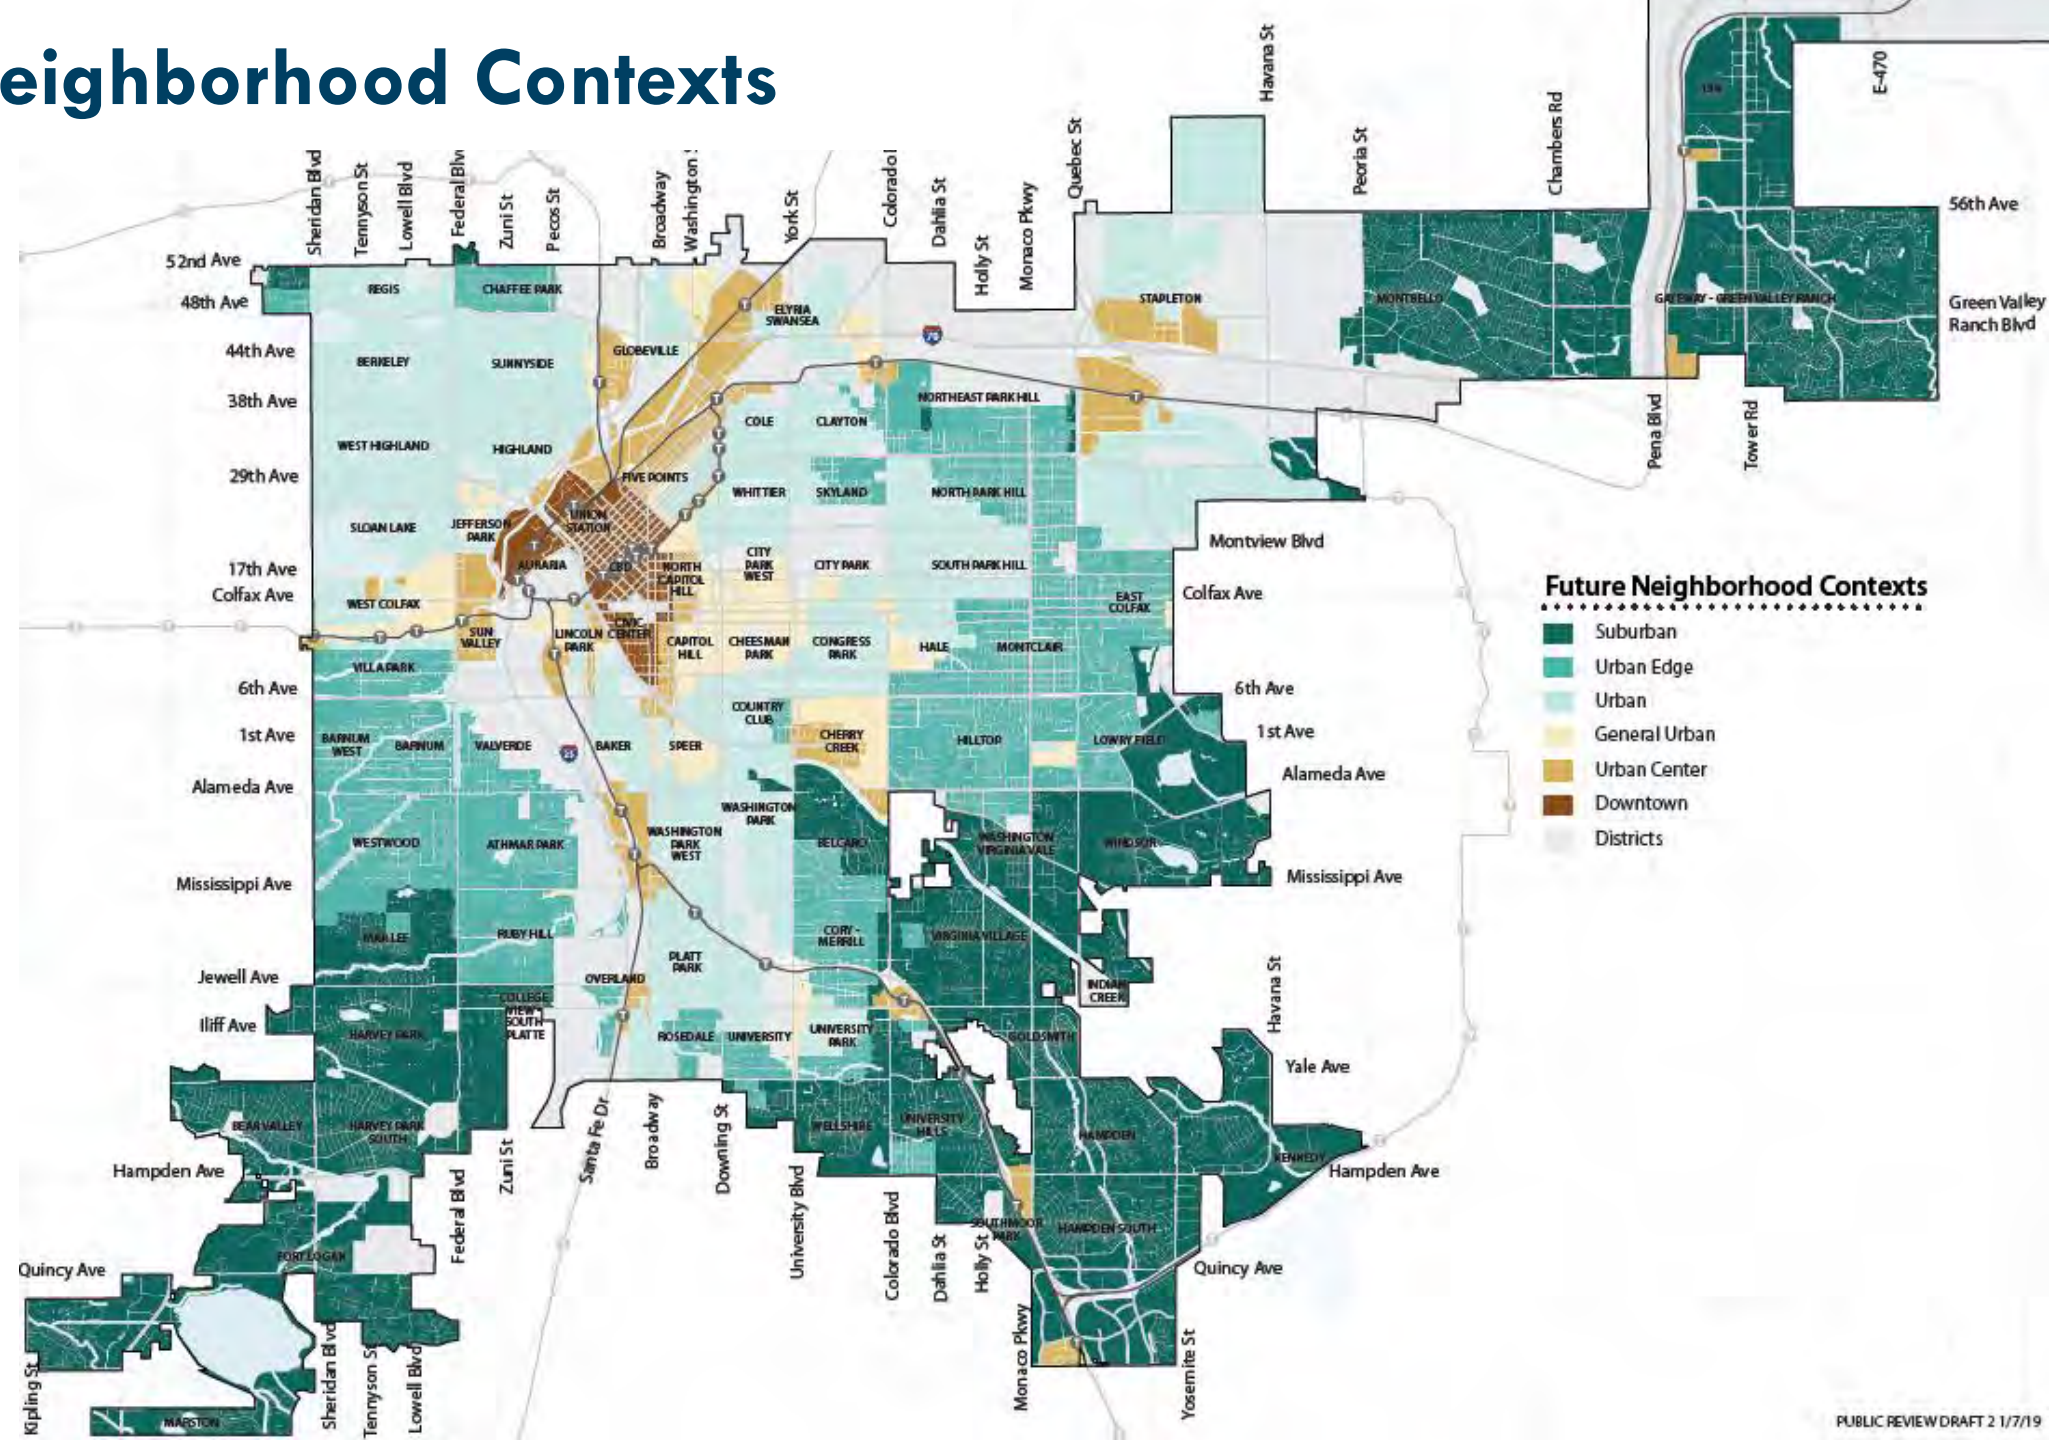 eighborhood Contexts
Havana St
E-470
Chambers Rd
Peoria St
Quebec St
Sheridan Blvd
Tennyson St
Lowell Blvd
Federal Blv
Zuni St
Pecos St
Broadway
Washington
York St
Colorado
Dahlia St
Holly St
Monaco Pkwy
56th Ave
52nd Ave
48th Ave
44th Ave
38th Ave
29th Ave
17th Ave
Colfax Ave
6th Ave
1st Ave
Alameda Ave
Mississippi Ave
Jewell Ave
Iliff Ave
Hampden Ave
Quincy Ave
Green Valley
Ranch Blvd
Pena Blvd
Tower Rd
REGIS
CHAFFEE PARK
ELYRIA
SWANSEA
STAPLETON
MONTBELLO
GATEWAY - GREEN VALLEY RANCH
BERKELEY
SUNNYSIDE
GLOBEVILLE
70
NORTHEAST PARK HILL
COLE
CLAYTON
WEST HIGHLAND
HIGHLAND
FIVE POINTS
WHITTIER
SKYLAND
NORTH PARK HILL
SLOAN LAKE
JEFFERSON
PARK
UNION
STATION
AURARIA
CBD
NORTH
CAPITOL
HILL
CITY
PARK
WEST
CITY PARK
SOUTH PARK HILL
EAST
COLFAX
WEST COLFAX
SUN
VALLEY
LINCOLN
PARK
CIVIC
CENTER
CAPITOL
HILL
CHEESMAN
PARK
CONGRESS
PARK
HALE
MONTCLAIR
VILLA PARK
COUNTRY
CLUB
BARNUM
WEST
BARNUM
VALVERDE
25
BAKER
SPEER
CHERRY
CREEK
HILLTOP
LOWRY FIELD
WASHINGTON
PARK
WESTWOOD
ATHMAR PARK
WASHINGTON
PARK
WEST
BELCARO
WASHINGTON
VIRGINIA VALE
WINDSOR
MAR LEE
RUBY HILL
CORY -
MERRILL
VIRGINIA VILLAGE
PLATT
PARK
OVERLAND
INDIAN
CREEK
COLLEGE
VIEW -
SOUTH
PLATTE
HARVEY PARK
ROSEDALE
UNIVERSITY
UNIVERSITY
PARK
GOLDSMITH
BEAR VALLEY
HARVEY PARK
SOUTH
WELLSHIRE
UNIVERSITY
HILLS
HAMPDEN
KENNEDY
SOUTHMOOR
PARK
HAMPDEN SOUTH
FORT LOGAN
MARSTON
Montview Blvd
Colfax Ave
6th Ave
1st Ave
Alameda Ave
Mississippi Ave
Havana St
Yale Ave
Hampden Ave
Quincy Ave
Future Neighborhood Contexts
Suburban
Urban Edge
Urban
General Urban
Urban Center
Downtown
Districts
Federal Blvd
Zuni St
Santa Fe Dr
Broadway
Downing St
University Blvd
Colorado Blvd
Dahlia St
Holly St
Monaco Pkwy
Yosemite St
Kipling St
Sheridan Blvd
Tennyson St
Lowell Blvd
PUBLIC REVIEW DRAFT 2 1/7/19